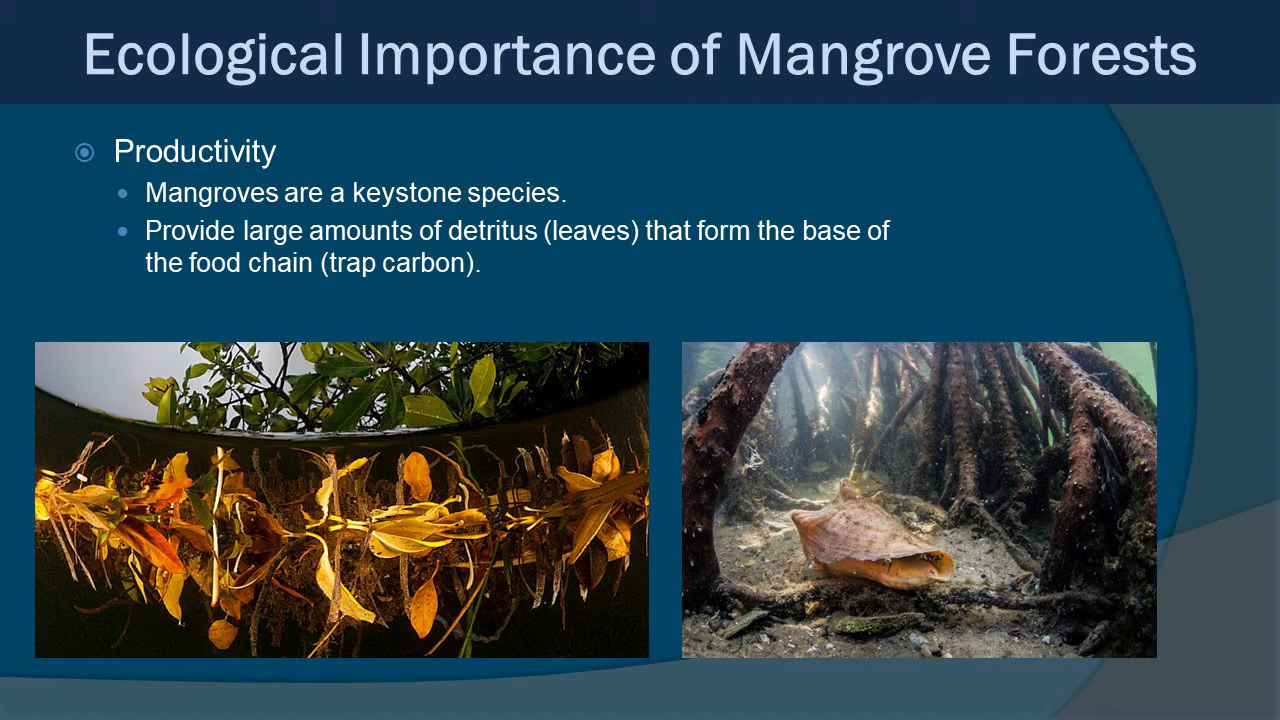 Ecological Importance of Mangrove Forests
Productivity
Mangroves are a keystone species.
Provide large amounts of detritus (leaves) that form the base of
the food chain (trap carbon).